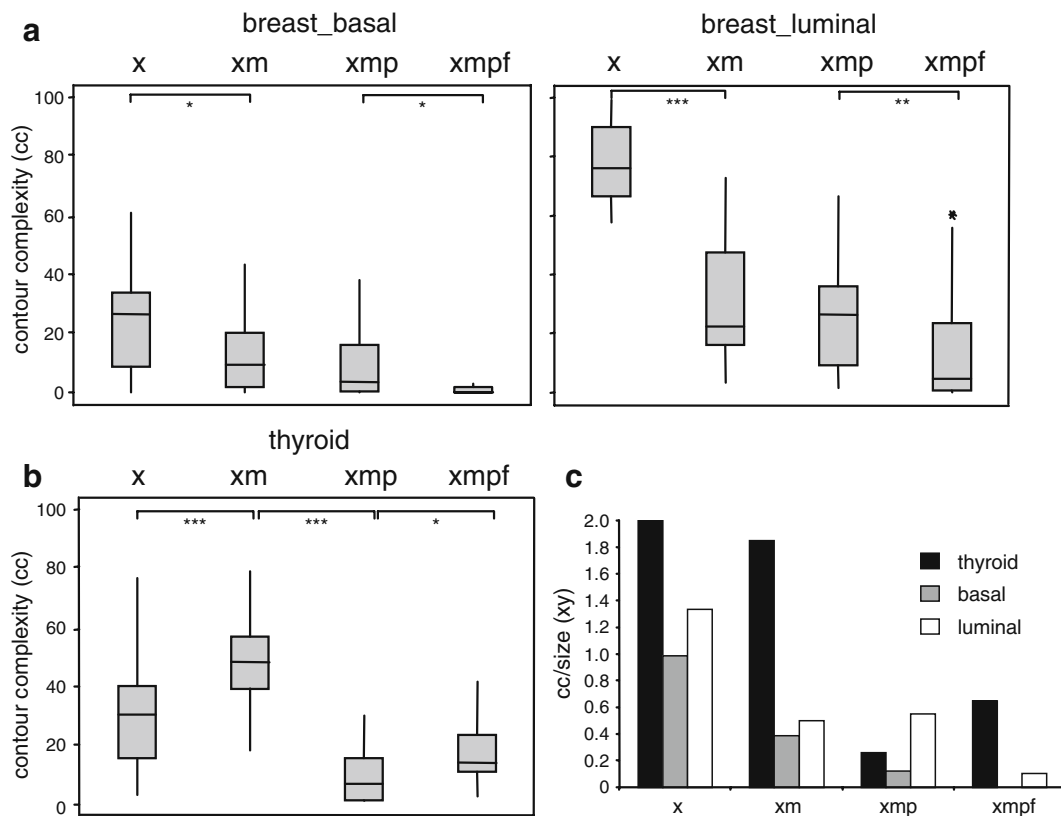 a
breast_basal
x xm xmp xmpf
contour complexity (cc)
100
80
60
40
20
0
* *
breast_luminal
x xm xmp xmpf
*** **
*
b
thyroid
x xm xmp xmpf
contour complexity (cc)
100
80
60
40
20
0
*** *** *
c
cc/size (xy)
2.0
1.8
1.6
1.4
1.2
1.0
0.8
0.6
0.4
0.2
0
thyroid
basal
luminal
x xm xmp xmpf